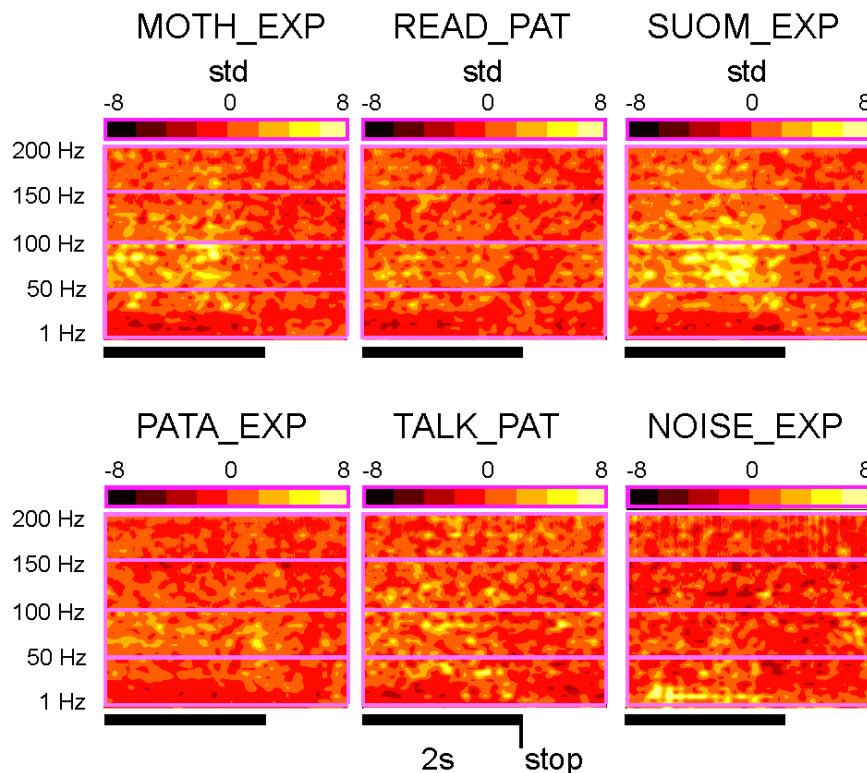 MOTH_EXP READ_PAT SUOM_EXP
std std std
-8 0 8 -8 0 8 -8 0 8
200 Hz
150 Hz
100 Hz
50 Hz
1 Hz
PATA_EXP TALK_PAT NOISE_EXP
-8 0 8 -8 0 8 -8 0 8
200 Hz
150 Hz
100 Hz
50 Hz
1 Hz
2s stop